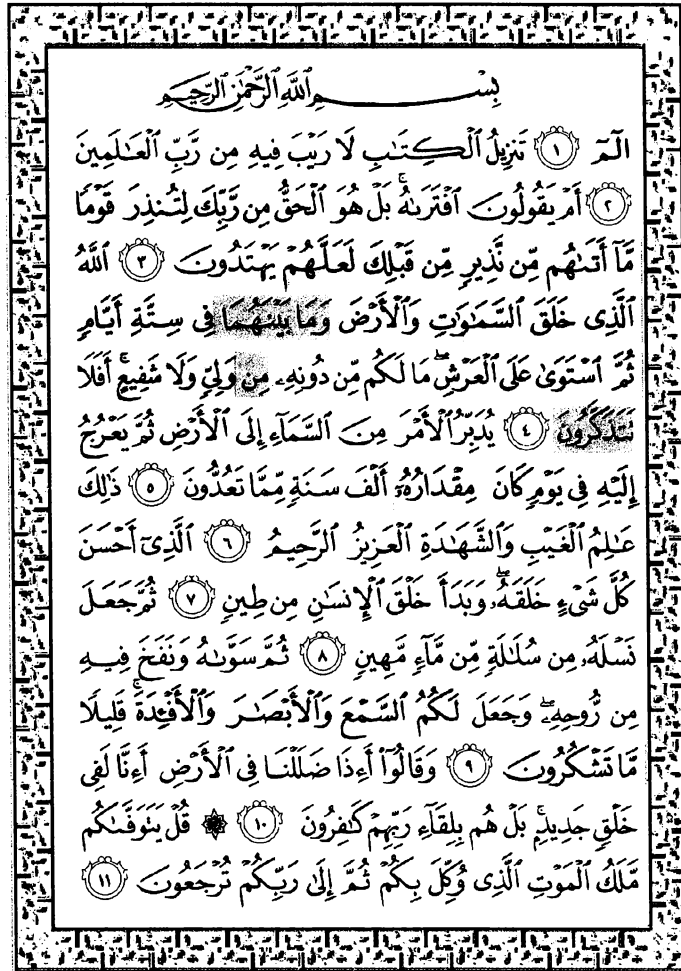 بِسْمِ ٱللَّهِ ٱلرَّحْمَٰنِ ٱلرَّحِيمِ
الٓمٓ ١ تَنزِيلُ ٱلْكِتَٰبِ لَا رَيْبَ فِيهِ مِن رَّبِّ ٱلْعَٰلَمِينَ
٢ أَمْ يَقُولُونَ ٱفْتَرَىٰهُ ۚ بَلْ هُوَ ٱلْحَقُّ مِن رَّبِّكَ لِتُنذِرَ قَوْمًا
مَّآ أَتَىٰهُم مِّن نَّذِيرٍ مِّن قَبْلِكَ لَعَلَّهُمْ يَهْتَدُونَ ٣ ٱللَّهُ
ٱلَّذِى خَلَقَ ٱلسَّمَٰوَٰتِ وَٱلْأَرْضَ وَمَا بَيْنَهُمَا فِى سِتَّةِ أَيَّامٍ
ثُمَّ ٱسْتَوَىٰ عَلَى ٱلْعَرْشِ ۖ مَا لَكُم مِّن دُونِهِۦ مِن وَلِىٍّ وَلَا شَفِيعٍ ۚ أَفَلَا
تَتَذَكَّرُونَ ٤ يُدَبِّرُ ٱلْأَمْرَ مِنَ ٱلسَّمَآءِ إِلَى ٱلْأَرْضِ ثُمَّ يَعْرُجُ
إِلَيْهِ فِى يَوْمٍ كَانَ مِقْدَارُهُۥٓ أَلْفَ سَنَةٍ مِّمَّا تَعُدُّونَ ٥ ذَٰلِكَ
عَٰلِمُ ٱلْغَيْبِ وَٱلشَّهَٰدَةِ ٱلْعَزِيزُ ٱلرَّحِيمُ ٦ ٱلَّذِىٓ أَحْسَنَ
كُلَّ شَىْءٍ خَلَقَهُۥ ۖ وَبَدَأَ خَلْقَ ٱلْإِنسَٰنِ مِن طِينٍ ٧ ثُمَّ جَعَلَ
نَسْلَهُۥ مِن سُلَٰلَةٍ مِّن مَّآءٍ مَّهِينٍ ٨ ثُمَّ سَوَّىٰهُ وَنَفَخَ فِيهِ
مِن رُّوحِهِۦ ۖ وَجَعَلَ لَكُمُ ٱلسَّمْعَ وَٱلْأَبْصَٰرَ وَٱلْأَفْـِٔدَةَ ۚ قَلِيلًا
مَّا تَشْكُرُونَ ٩ وَقَالُوٓا۟ أَءِذَا ضَلَلْنَا فِى ٱلْأَرْضِ أَءِنَّا لَفِى
خَلْقٍ جَدِيدٍۭ ۚ بَلْ هُم بِلِقَآءِ رَبِّهِمْ كَٰفِرُونَ ١٠ ۞ قُلْ يَتَوَفَّىٰكُم
مَّلَكُ ٱلْمَوْتِ ٱلَّذِى وُكِّلَ بِكُمْ ثُمَّ إِلَىٰ رَبِّكُمْ تُرْجَعُونَ ١١